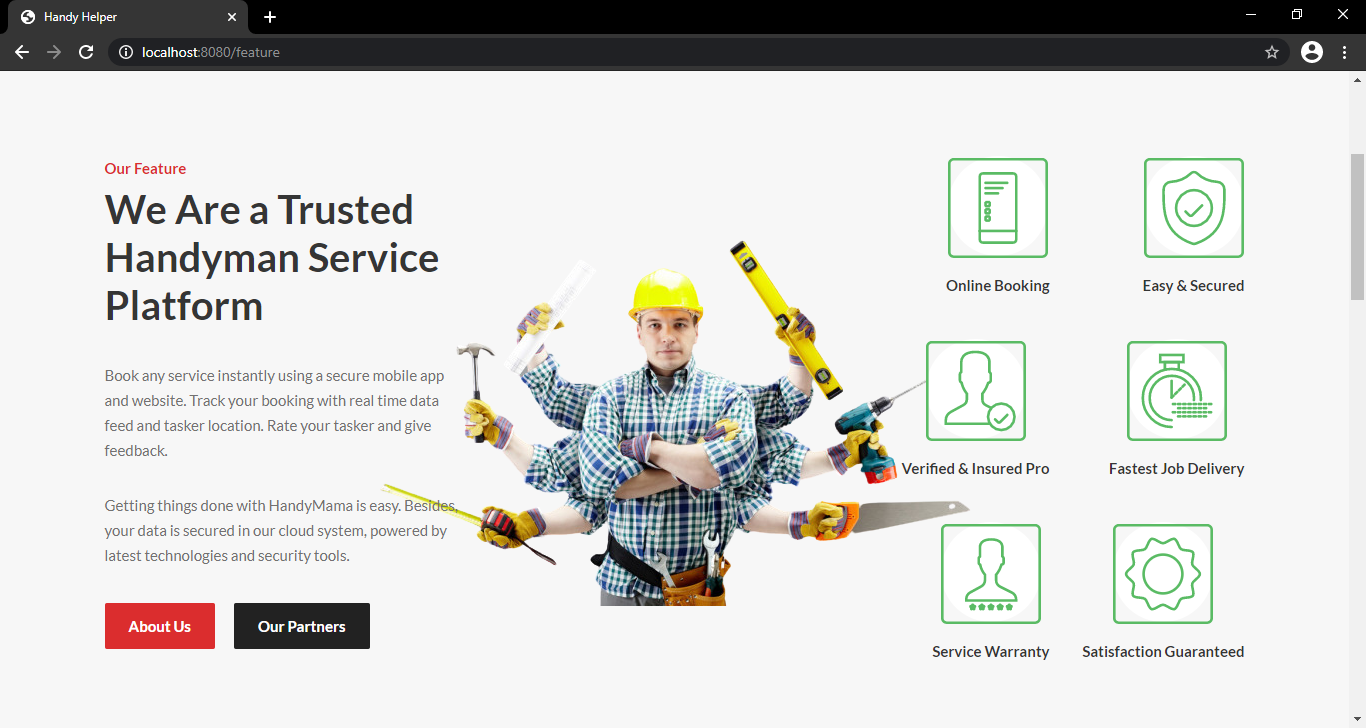 Handy Helper
localhost:8080/feature
Our Feature
We Are a Trusted
Handyman Service
Platform
Book any service instantly using a secure mobile app
and website. Track your booking with real time data
feed and tasker location. Rate your tasker and give
feedback.
Getting things done with HandyMama is easy. Besides,
your data is secured in our cloud system, powered by
latest technologies and security tools.
About Us
Our Partners
Online Booking
Easy & Secured
Verified & Insured Pro
Fastest Job Delivery
Service Warranty
Satisfaction Guaranteed